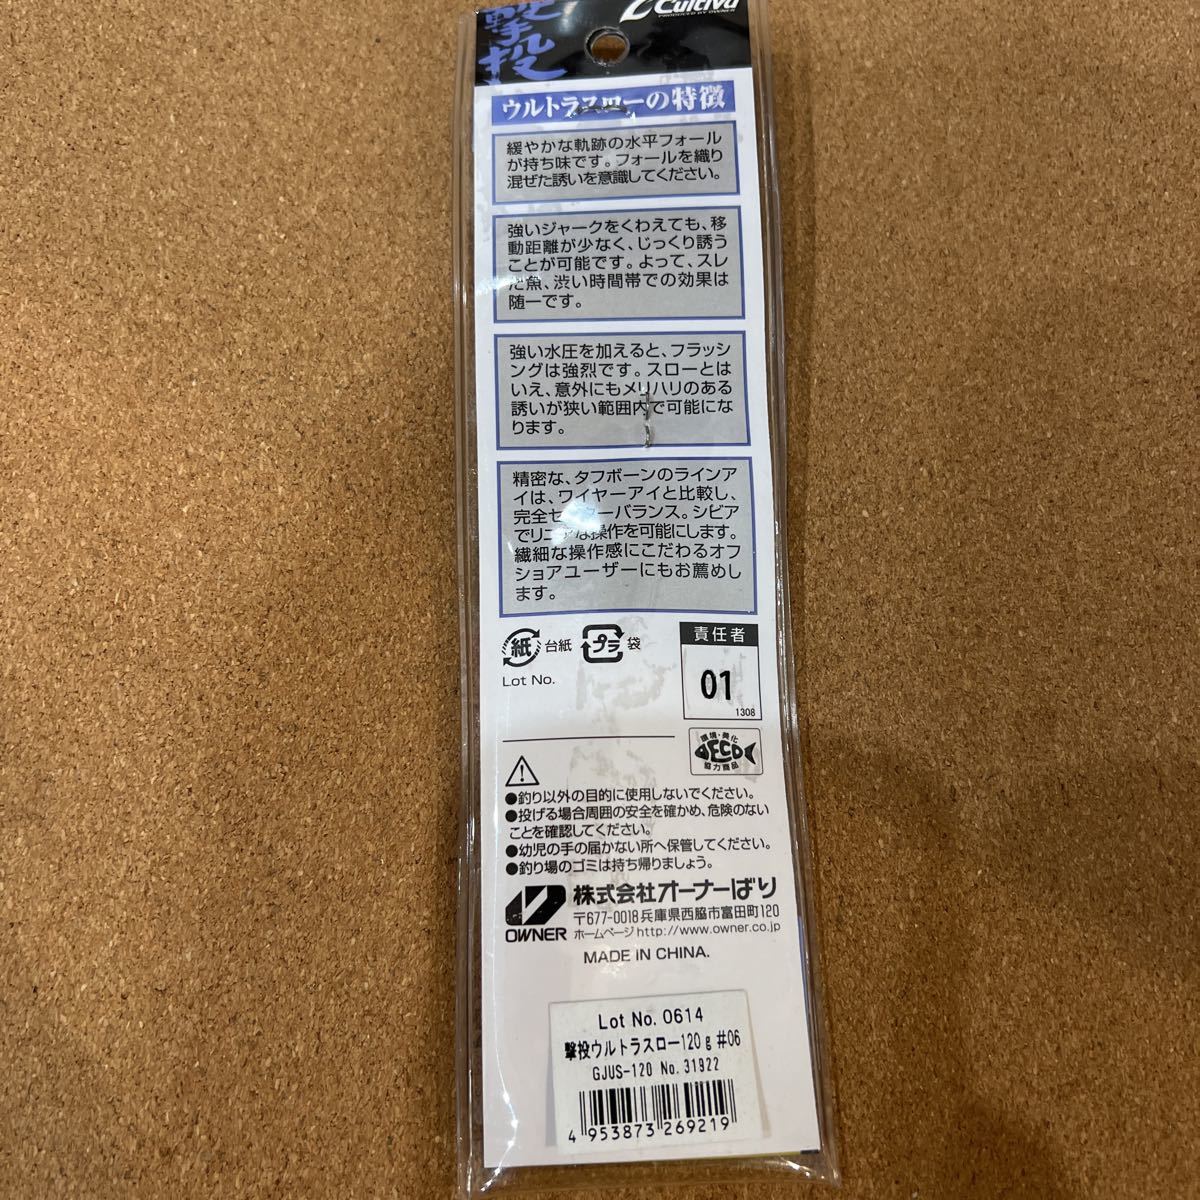 撃投
Cultiva
PRODUCED BY OWNER
ウルトラスローの特徴
緩やかな軌跡の水平フォール
が持ち味です。フォールを織り
混ぜた誘いを意識してください。
強いジャークをくわえても、移
動距離が少なく、じっくり誘う
ことが可能です。よって、スレ
た魚、渋い時間帯での効果は
随一です。
強い水圧を加えると、フラッシ
ングは強烈です。スローとは
いえ、意外にもメリハリのある
誘いが狭い範囲内で可能にな
ります。
精密な、タフボーンのラインア
イは、ワイヤーアイと比較し、
完全センターバランス。シビア
でリニアな操作を可能にします。
繊細な操作感にこだわるオフ
ショアユーザーにもお薦めし
ます。
紙 台紙 プラ 袋
Lot No.
責任者
01
1308
環境・美化
AECO
協力商品
●釣り以外の目的に使用しないでください。
●投げる場合周囲の安全を確かめ、危険のない
ことを確認してください。
●幼児の手の届かない所へ保管してください。
●釣り場のゴミは持ち帰りましょう。
OWNER
株式会社オーナーばり
〒677-0018兵庫県西脇市富田町120
ホームページhttp://www.owner.co.jp
MADE IN CHINA.
Lot No. 0614
撃投ウルトラスロー120g #06
GJUS-120 No. 31922
4 953873 269219